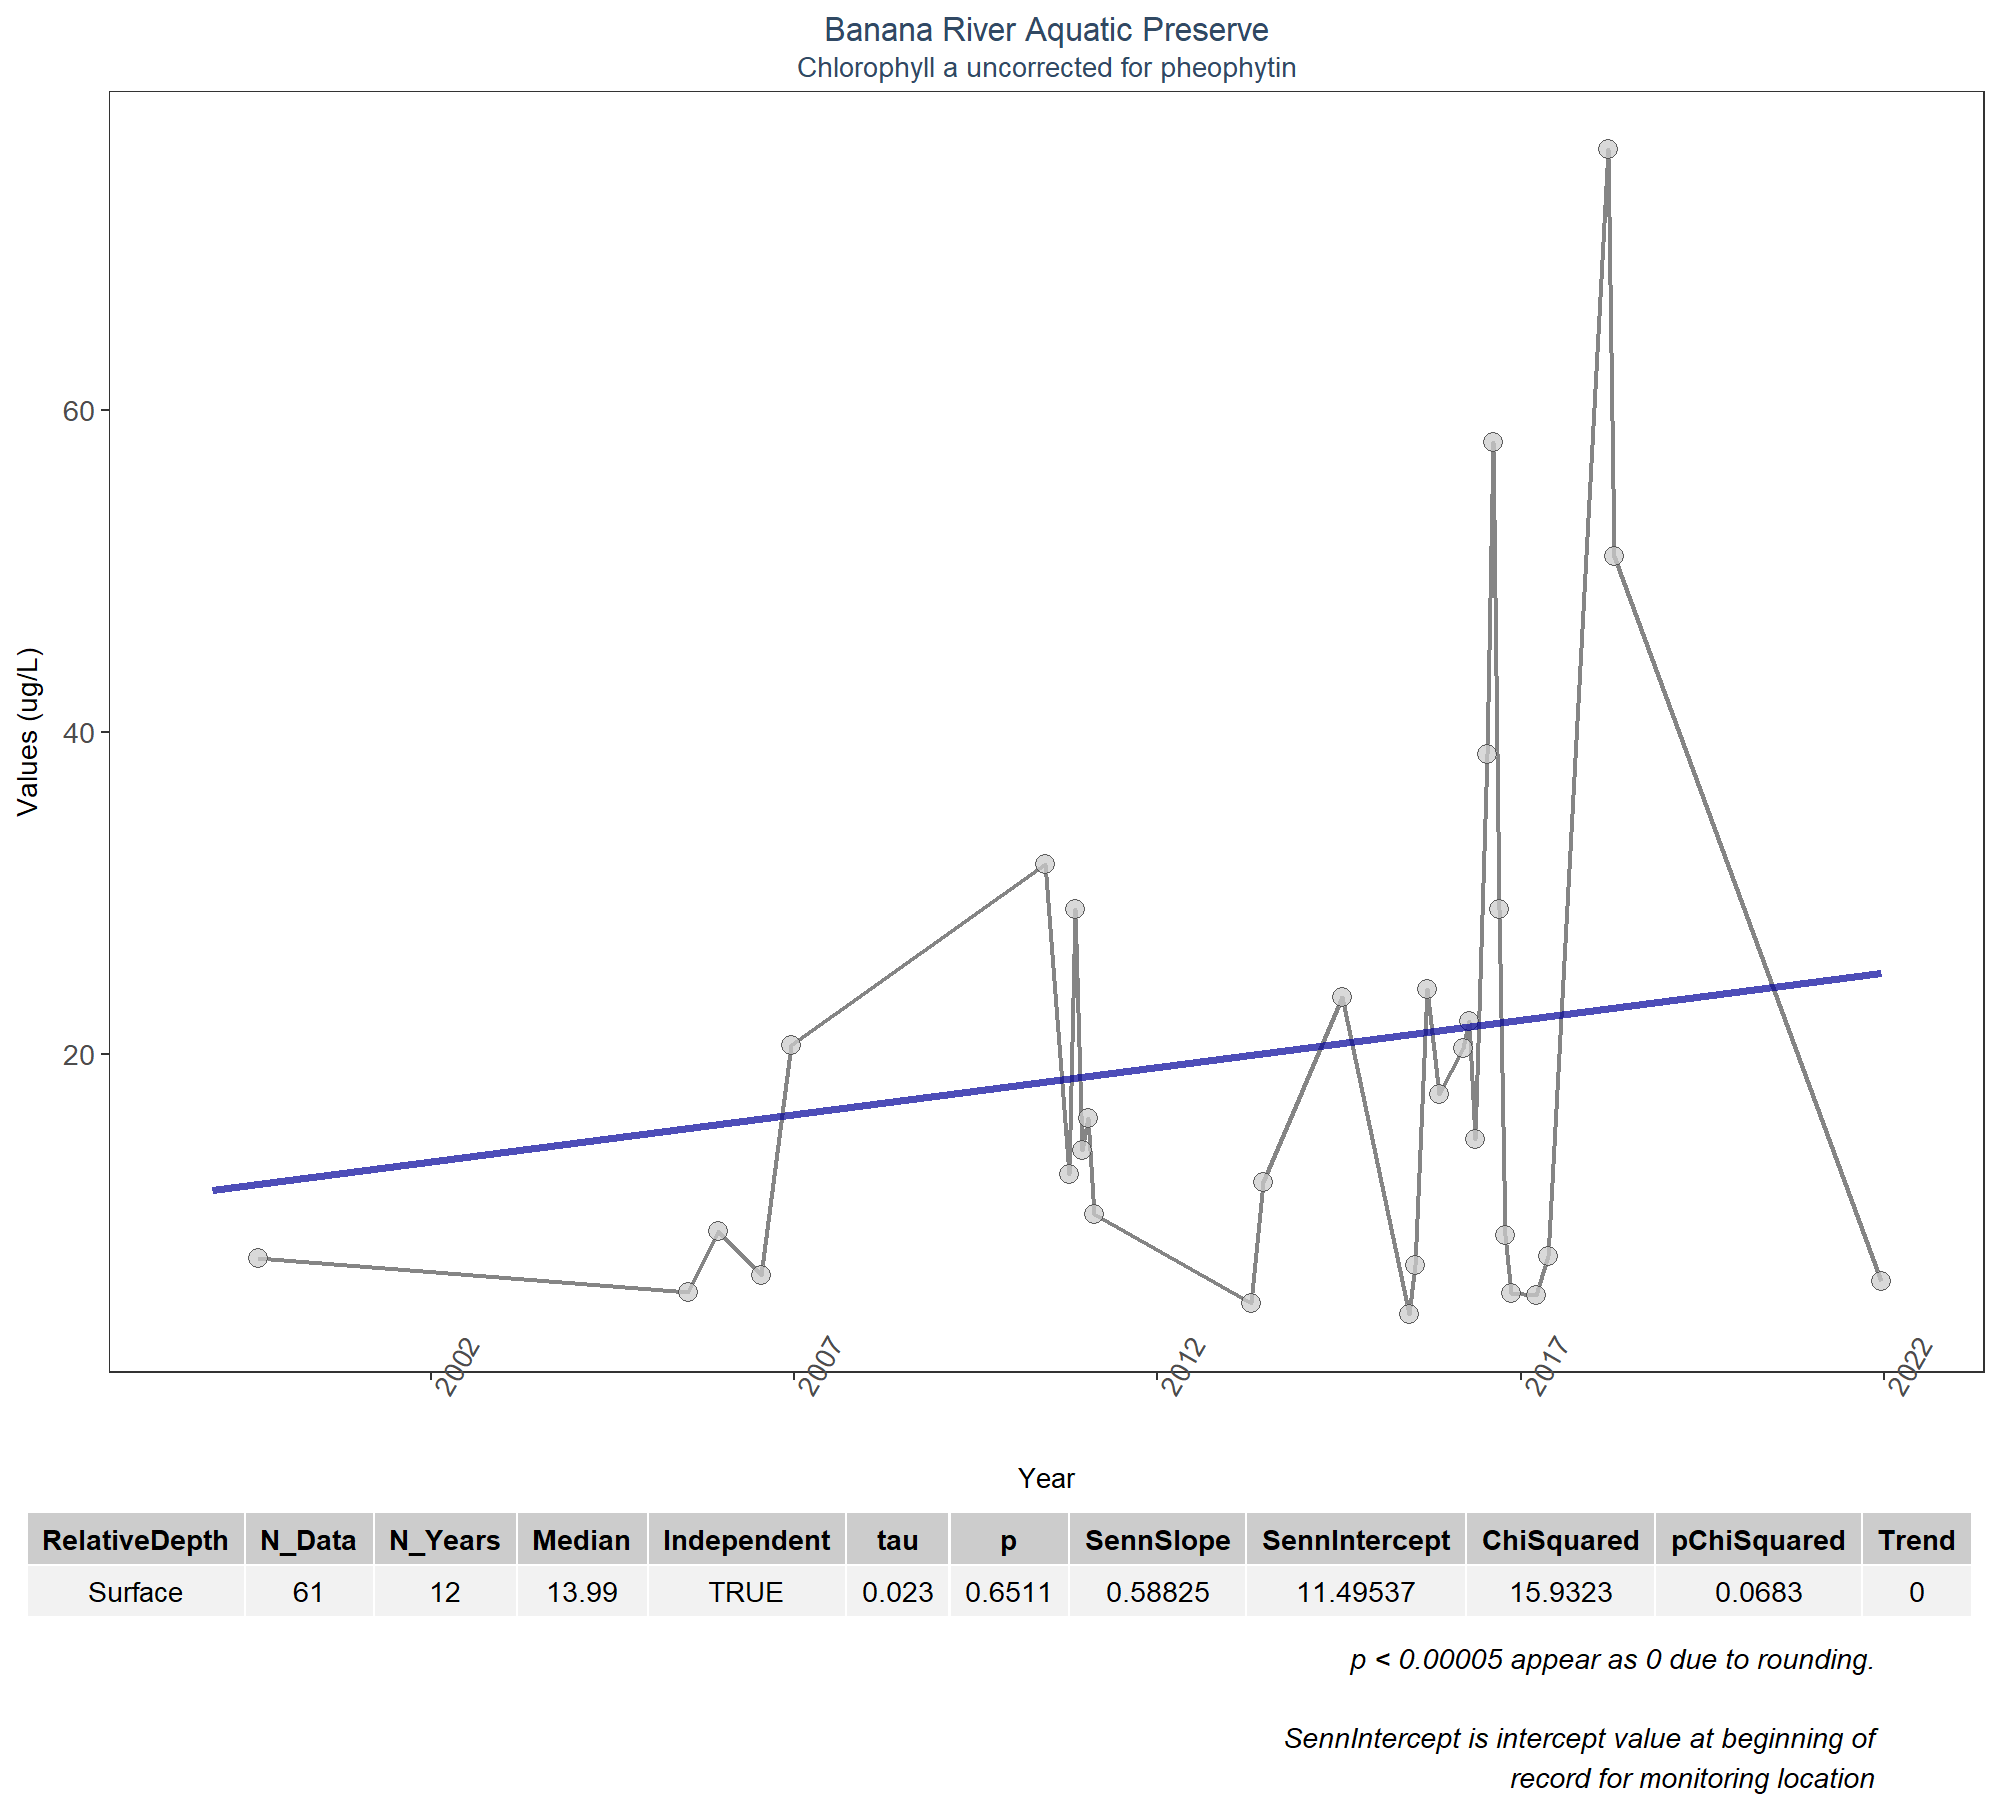 Banana River Aquatic Preserve
Chlorophyll a uncorrected for pheophytin
Values (ug/L)
60
40
20
2002 2007 2012 2017 2022
Year
RelativeDepth N_Data N_Years Median Independent tau p SennSlope SennIntercept ChiSquared pChiSquared Trend
Surface 61 12 13.99 TRUE 0.023 0.6511 0.58825 11.49537 15.9323 0.0683 0
p < 0.00005 appear as 0 due to rounding.
SennIntercept is intercept value at beginning of
record for monitoring location